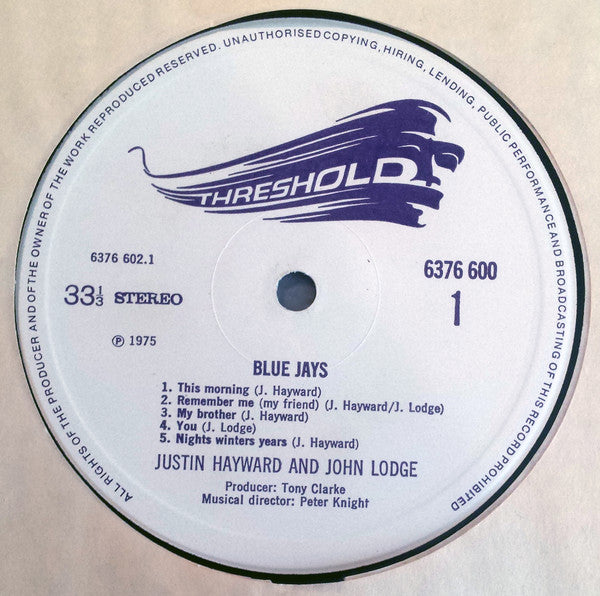 ALL RIGHTS OF THE PRODUCER AND OF THE OWNER OF THE WORK REPRODUCED RESERVED. UNAUTHORISED COPYING, HIRING, LENDING, PUBLIC PERFORMANCE AND BROADCASTING OF THIS RECORD PROHIBITED
THRESHOLD
6376 602.1
6376 600
33⅓ STEREO
1
℗ 1975
BLUE JAYS
1. This morning (J. Hayward)
2. Remember me (my friend) (J. Hayward/J. Lodge)
3. My brother (J. Hayward)
4. You (J. Lodge)
5. Nights winters years (J. Hayward)
JUSTIN HAYWARD AND JOHN LODGE
Producer: Tony Clarke
Musical director: Peter Knight